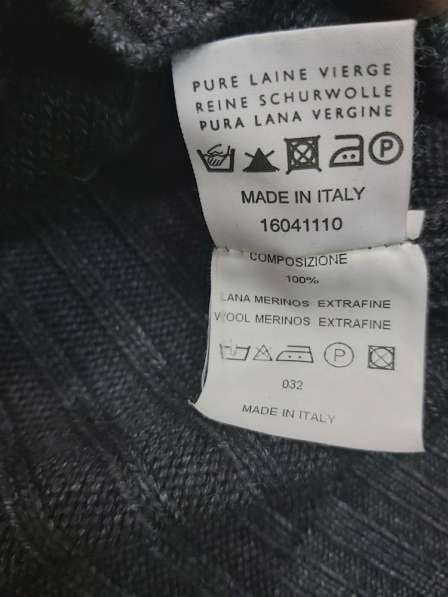 PURE LAINE VIERGE
REINE SCHURWOLLE
PURA LANA VERGINE
P
MADE IN ITALY
16041110
COMPOSIZIONE
100%
LANA MERINOS EXTRAFINE
WOOL MERINOS EXTRAFINE
P
032
MADE IN ITALY